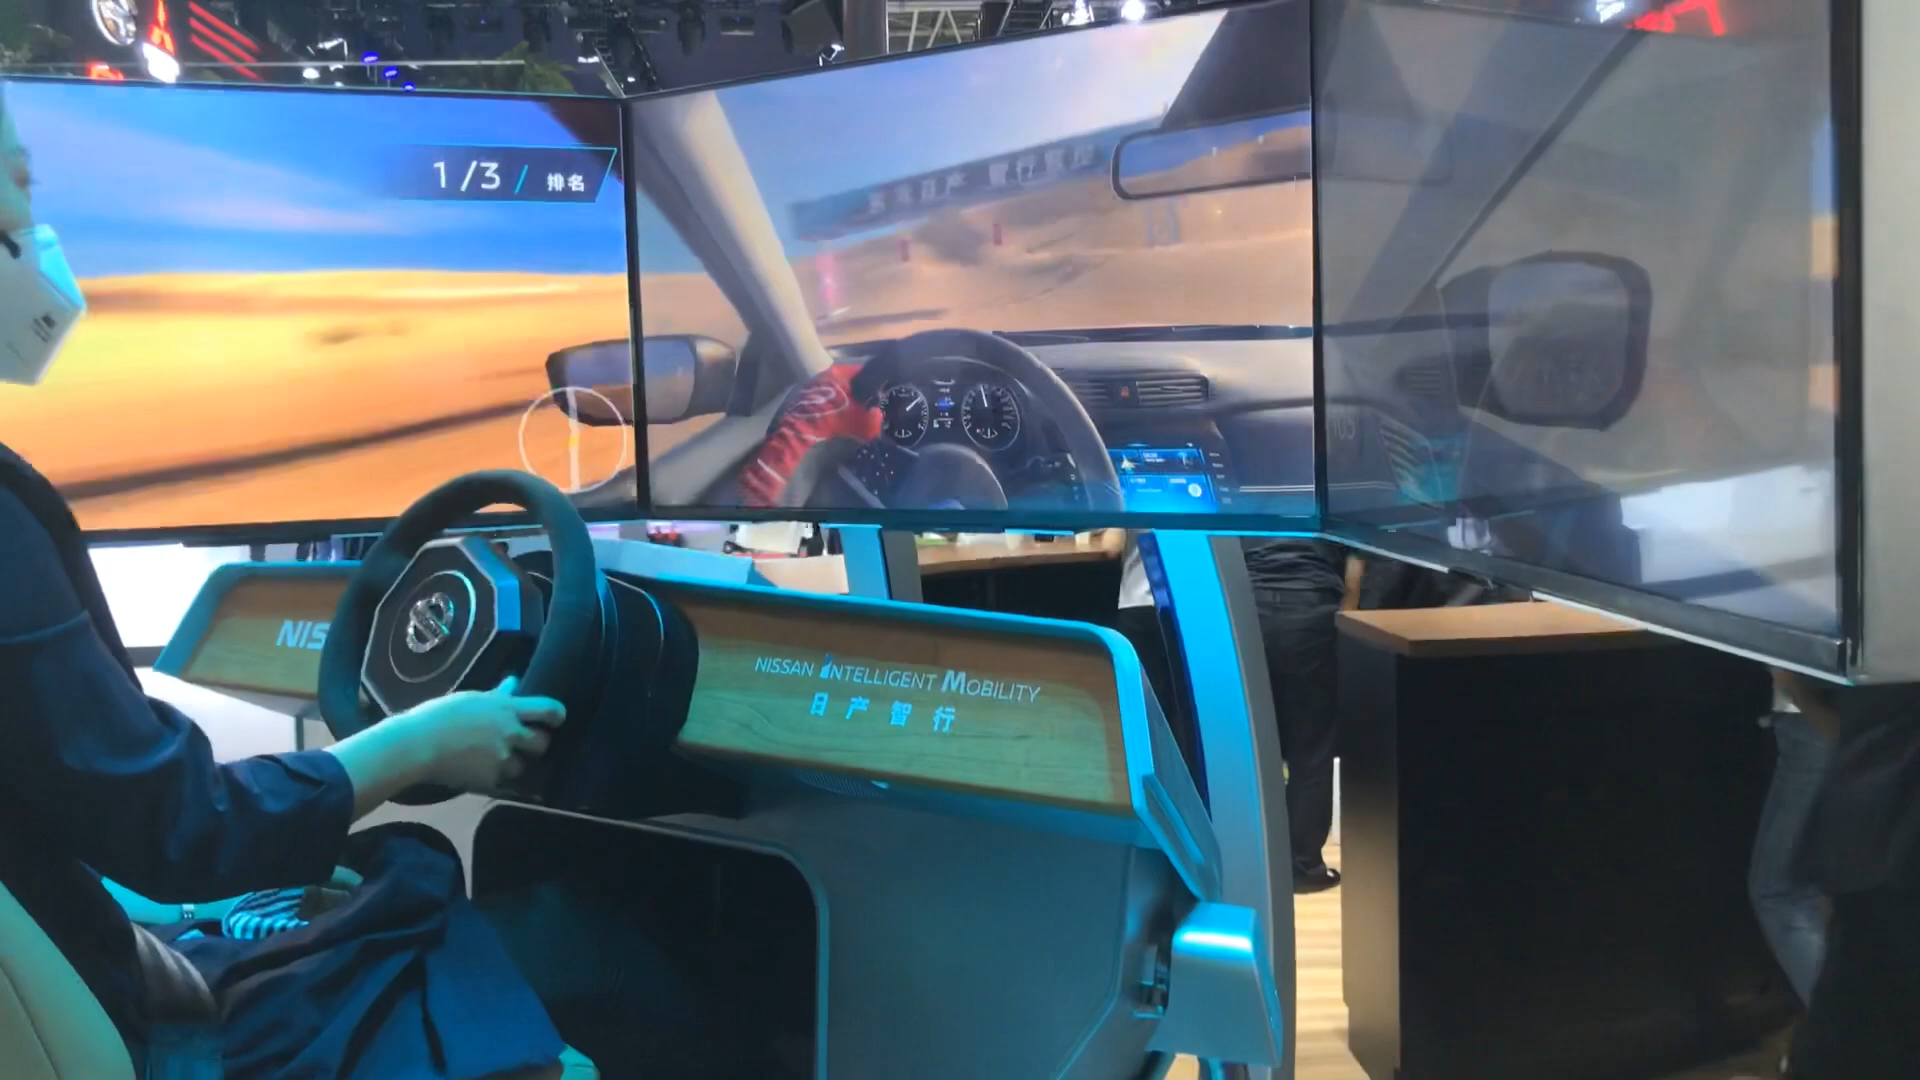 1/3/ 排名
NIS
NISSAN INTELLIGENT MOBILITY
日产智行